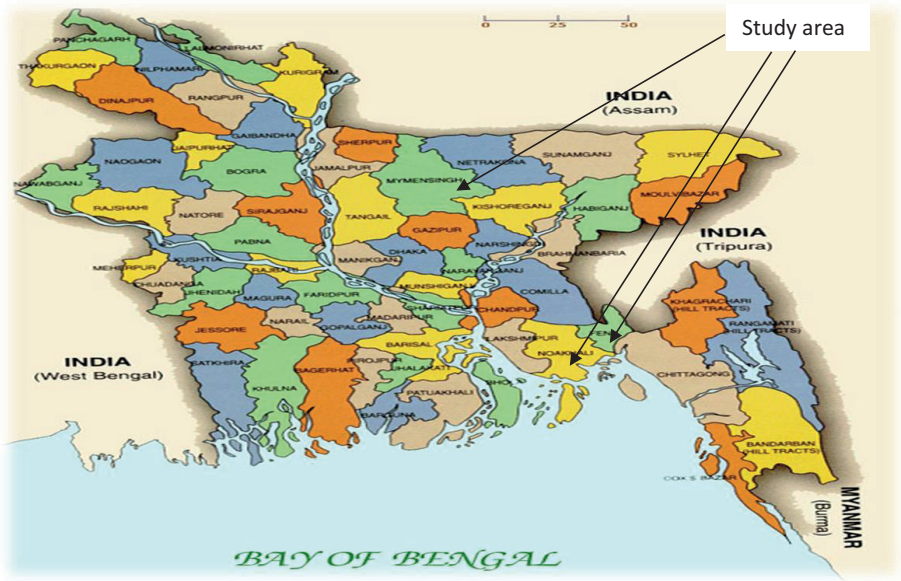 0 25 50
Study area
PANCHAGARH
LALMONIRHAT
THAKURGAON
NILPHAMARI
KURIGRAM
DINAJPUR
RANGPUR
INDIA
(Assam)
GAIBANDHA
SHERPUR
JAIPURHAT
NAOGAON
JAMALPUR
NETRAKONA
SUNAMGANJ
SYLHET
BOGRA
MYMENSINGH
NAWABGANJ
MOULVIBAZAR
RAJSHAHI
NATORE
SIRAJGANJ
TANGAIL
KISHOREGANJ
HABIGANJ
GAZIPUR
INDIA
(Tripura)
PABNA
DHAKA
NARSHINGDI
KUSHTIA
MANIKGANJ
BRAHMANBARIA
MEHERPUR
RAJBARI
NARAYANGANJ
CHUADANGA
JHENIDAH
MUNSHIGANJ
MAGURA
FARIDPUR
COMILLA
KHAGRACHARI
(HILL TRACTS)
CHANDPUR
RANGAMATI
(HILL TRACTS)
JESSORE
NARAIL
MADARIPUR
GOPALGANJ
LAKSHMIPUR
FENI
BARISAL
NOAKHALI
INDIA
(West Bengal)
SATKHIRA
PIROJPUR
JHALAKATI
CHITTAGONG
KHULNA
BAGERHAT
BHOLA
PATUAKHALI
BARGUNA
BANDARBAN
(HILL TRACTS)
COX'S BAZAR
MYANMAR
(Burma)
BAY OF BENGAL